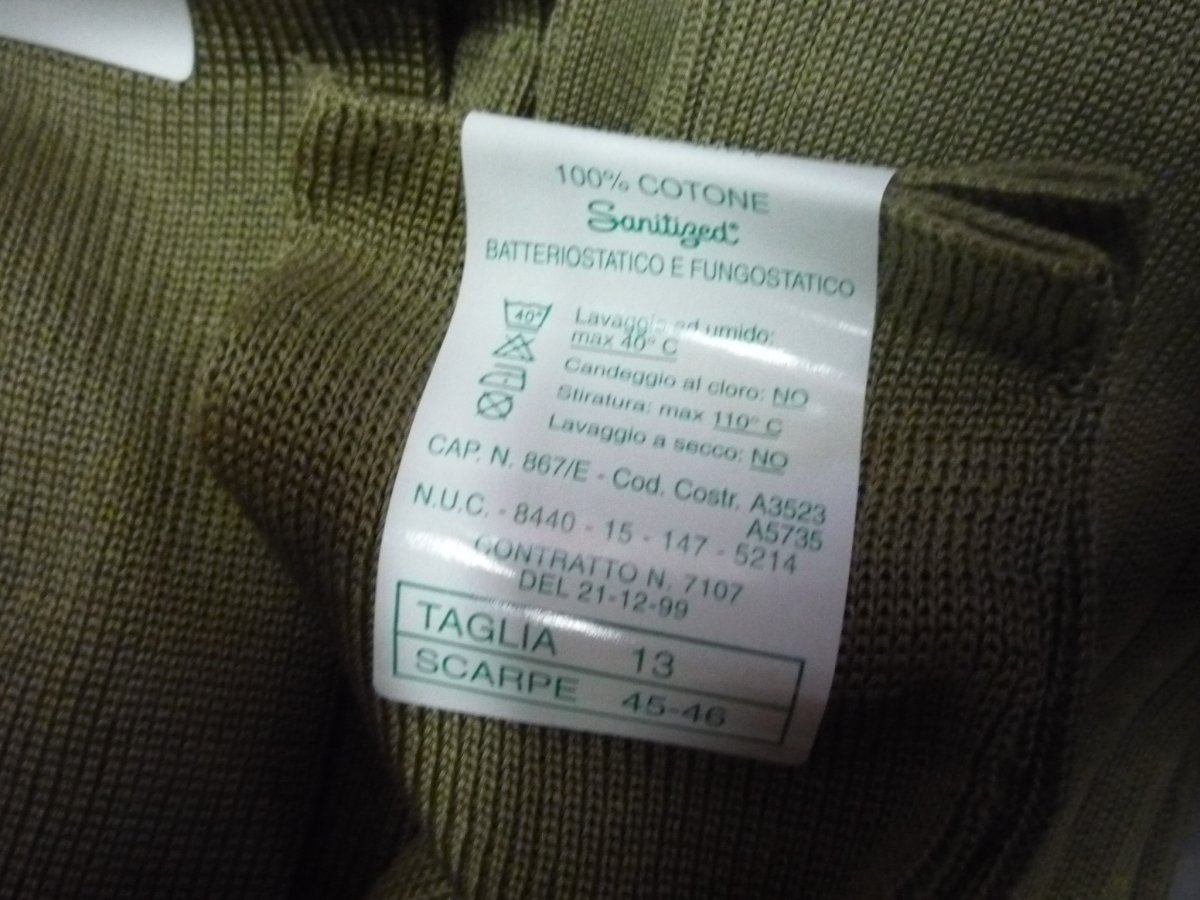 100% COTONE
Sanitized®
BATTERIOSTATICO E FUNGOSTATICO
40°
Lavaggio ad umido:
max 40° C
Candeggio al cloro: NO
Stiratura: max 110° C
Lavaggio a secco: NO
CAP. N. 867/E - Cod. Costr. A3523
A5735
N.U.C. - 8440 - 15 - 147 - 5214
CONTRATTO N. 7107
DEL 21-12-99
TAGLIA 13
SCARPE 45-46